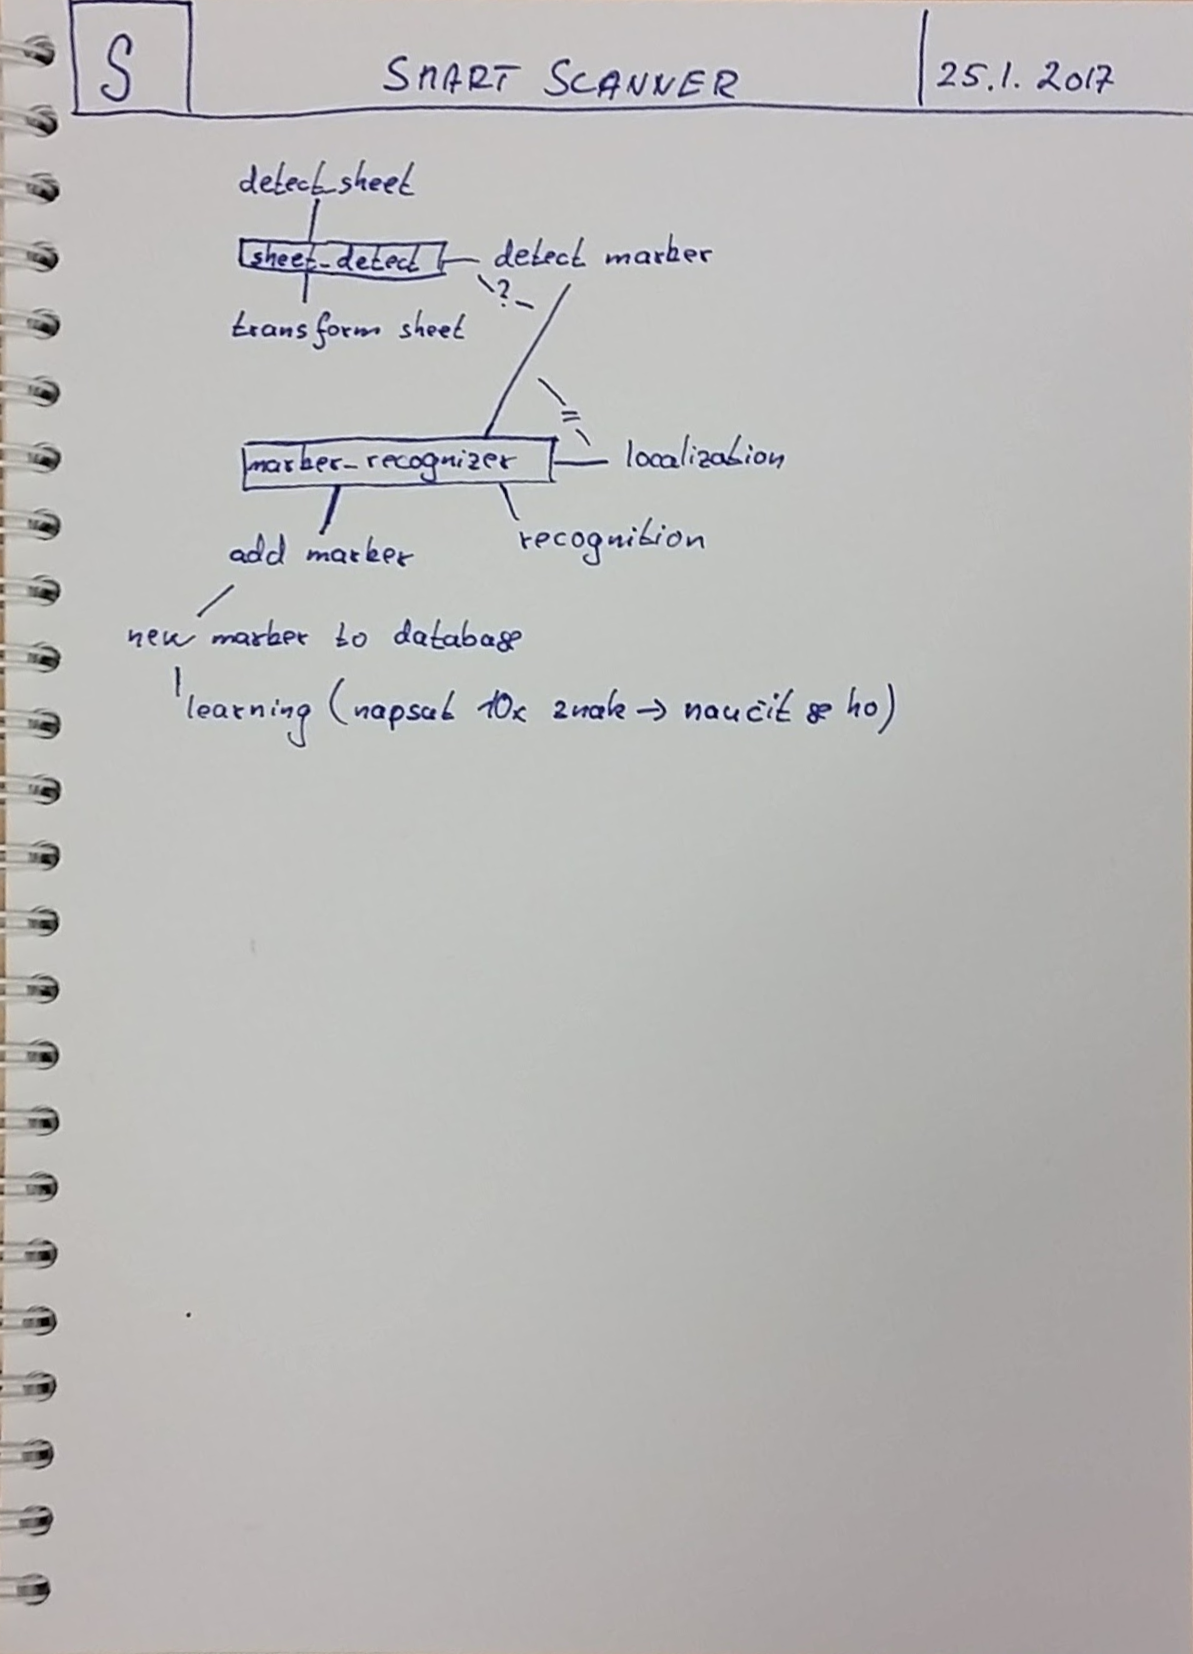 S SMART SCANNER 25.1.2017
detect sheet
sheet_detect detect marker
?
transform sheet
=
marker_recognizer localization
recognition
add marker
new marker to database
learning (napsat 10x znak → naučit se ho)